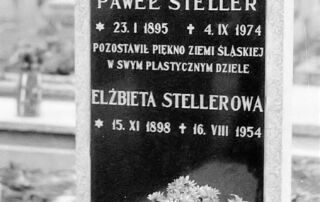 PAWEŁ STELLER
* 23. I 1895 ✝ 4. IX 1974
POZOSTAWIŁ PIĘKNO ZIEMI ŚLĄSKIEJ
W SWYM PLASTYCZNYM DZIELE
ELŻBIETA STELLEROWA
* 15. XI 1898 ✝ 16. VIII 1954